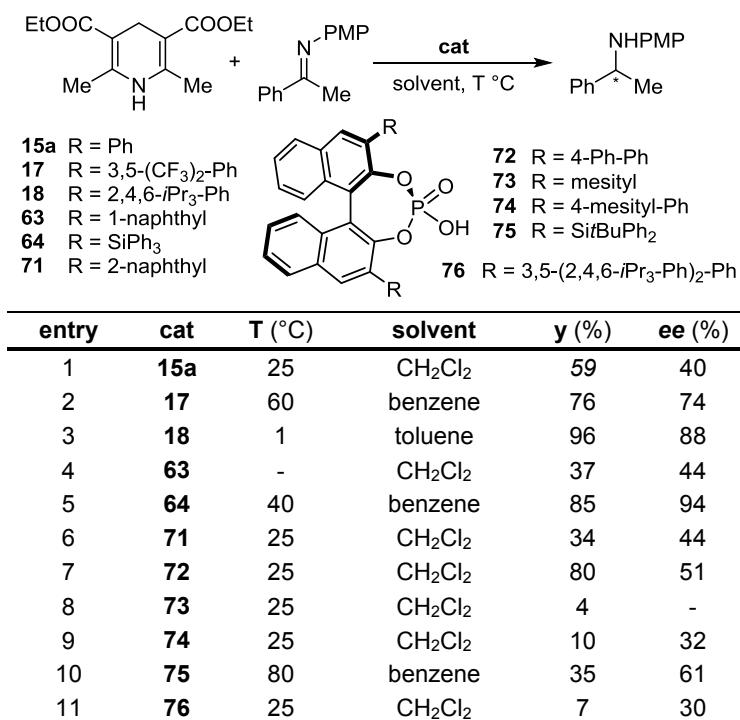 EtOOC COOEt
Me N Me
H
+
N PMP
Ph Me
cat
solvent, T °C
NHPMP
Ph * Me
15a R = Ph
17 R = 3,5-(CF₃)₂-Ph
18 R = 2,4,6-iPr₃-Ph
63 R = 1-naphthyl
64 R = SiPh₃
71 R = 2-naphthyl
R
O O
P
O OH
R
72 R = 4-Ph-Ph
73 R = mesityl
74 R = 4-mesityl-Ph
75 R = SitBuPh₂
76 R = 3,5-(2,4,6-iPr₃-Ph)₂-Ph
entry cat T (°C) solvent y (%) ee (%)
1 15a 25 CH₂Cl₂ 59 40
2 17 60 benzene 76 74
3 18 1 toluene 96 88
4 63 - CH₂Cl₂ 37 44
5 64 40 benzene 85 94
6 71 25 CH₂Cl₂ 34 44
7 72 25 CH₂Cl₂ 80 51
8 73 25 CH₂Cl₂ 4 -
9 74 25 CH₂Cl₂ 10 32
10 75 80 benzene 35 61
11 76 25 CH₂Cl₂ 7 30